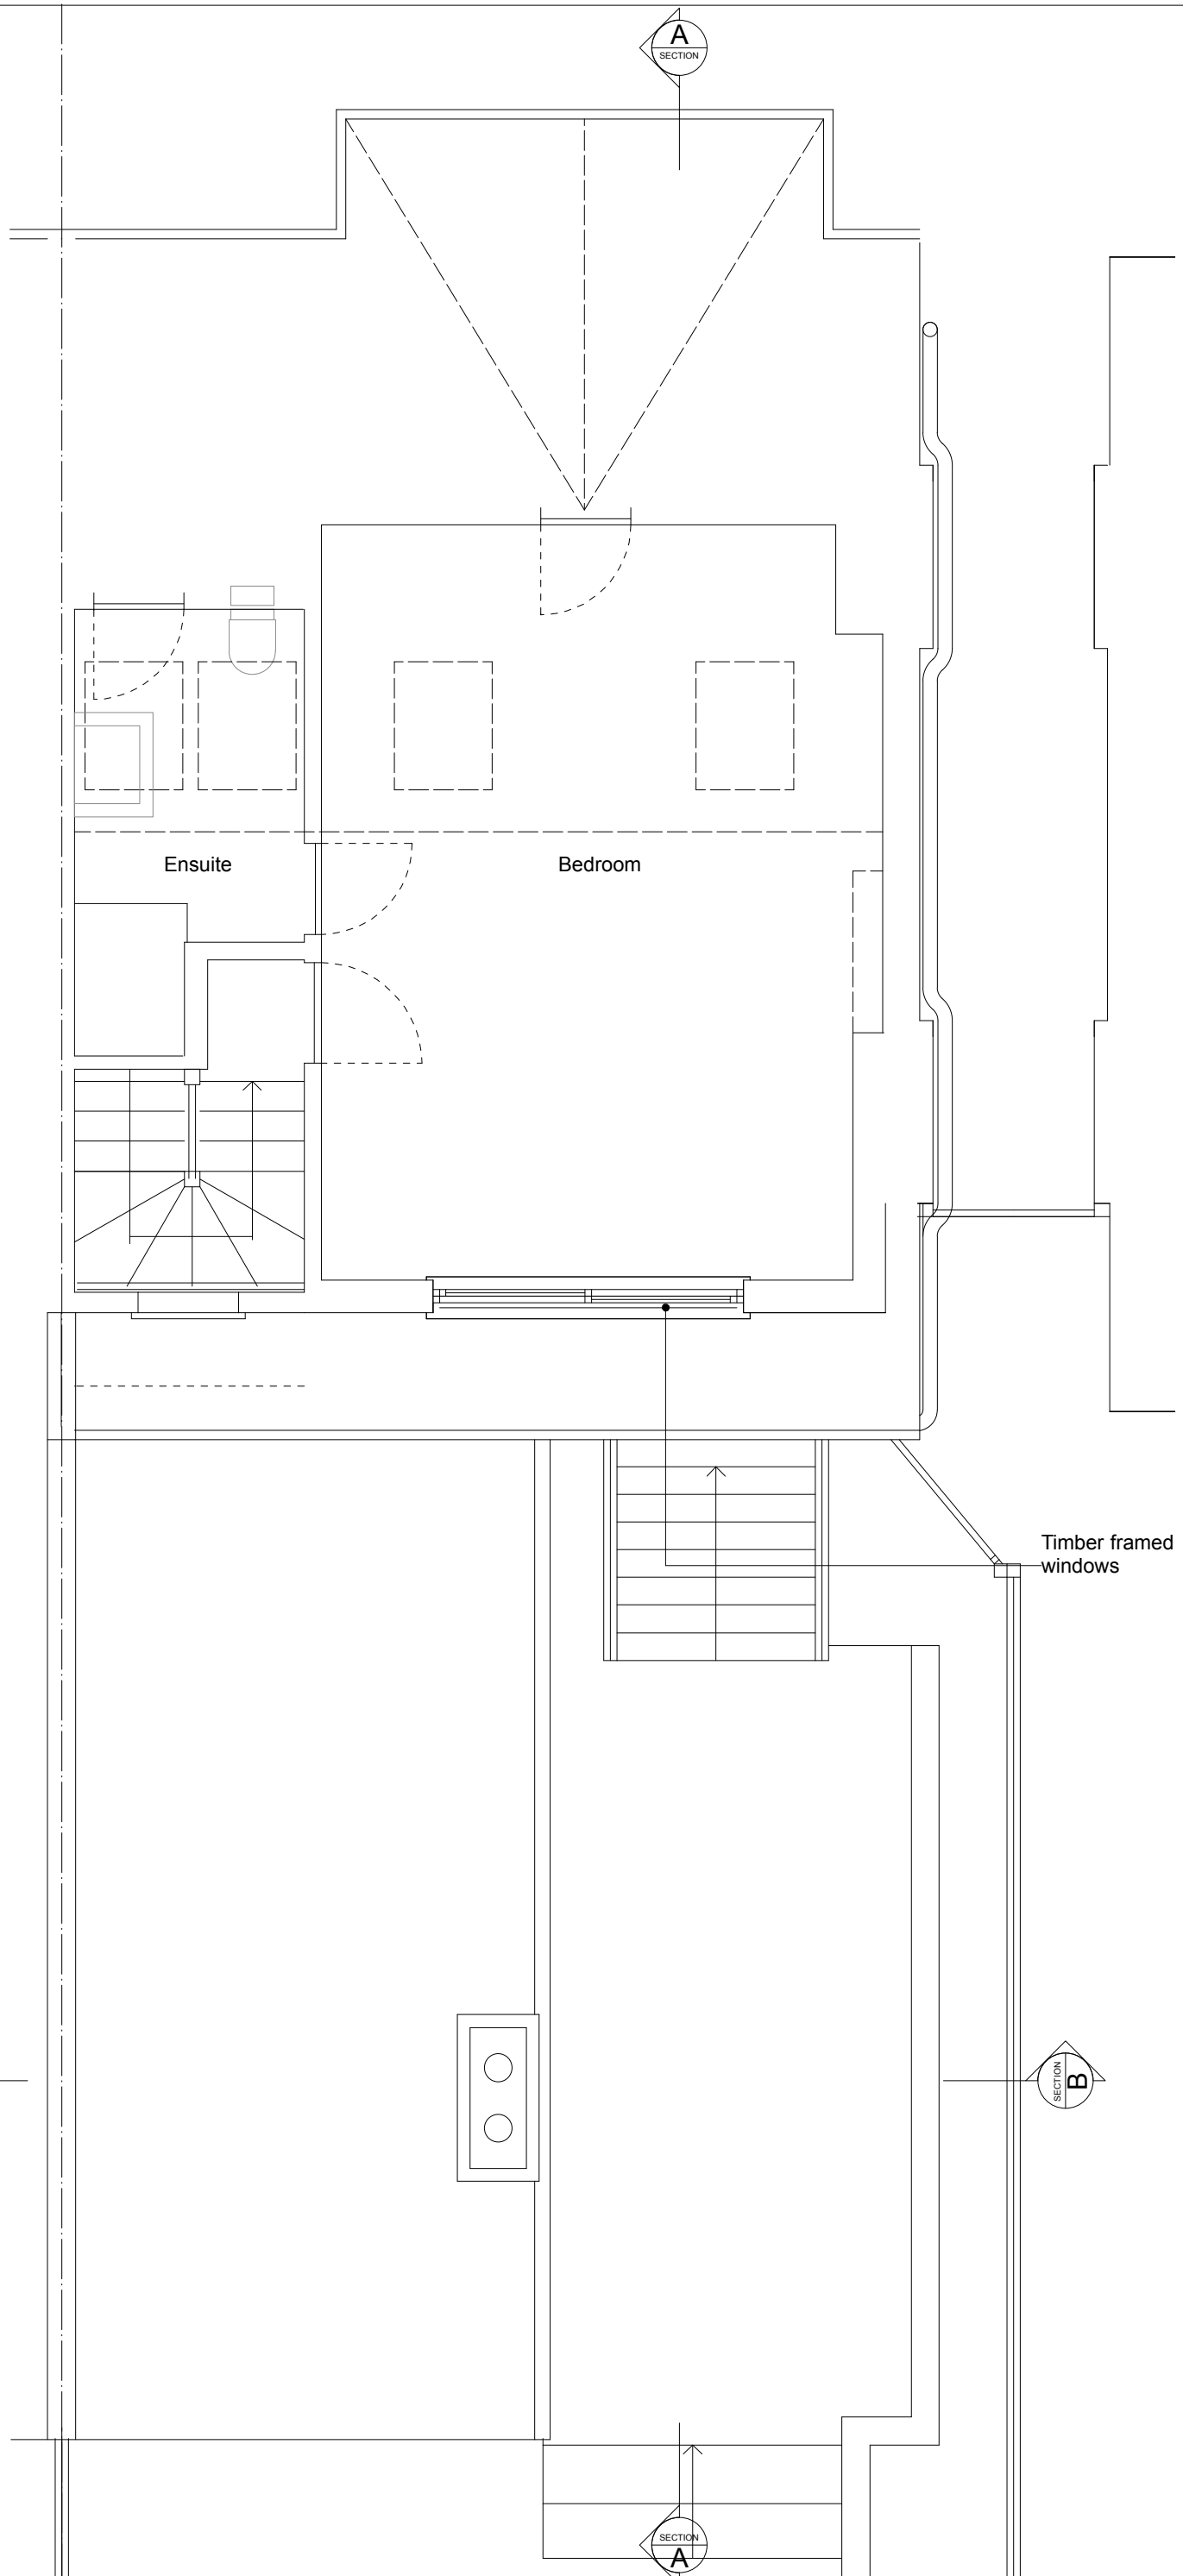 A
SECTION
Ensuite
Bedroom
Timber framed
windows
SECTION
B
SECTION
A